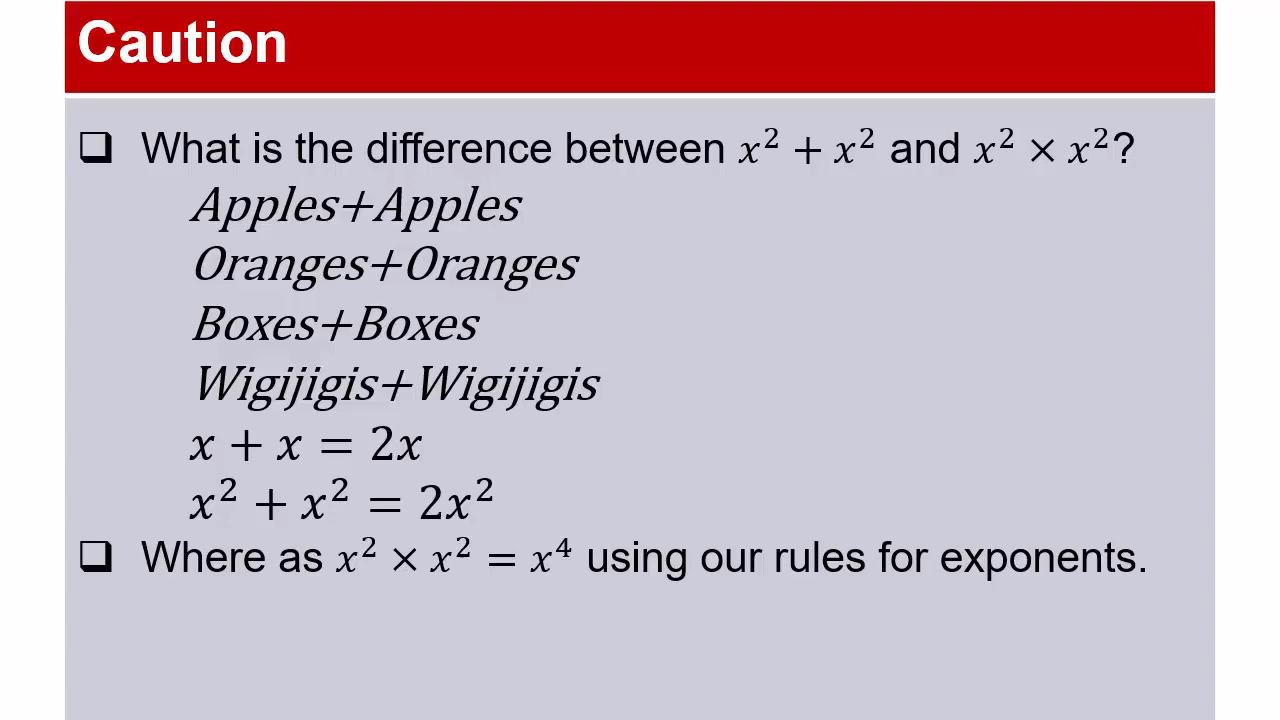 Caution
❑ What is the difference between x² + x² and x² × x²?
Apples+Apples
Oranges+Oranges
Boxes+Boxes
Wigijigis+Wigijigis
x + x = 2x
x² + x² = 2x²
❑ Where as x² × x² = x⁴ using our rules for exponents.